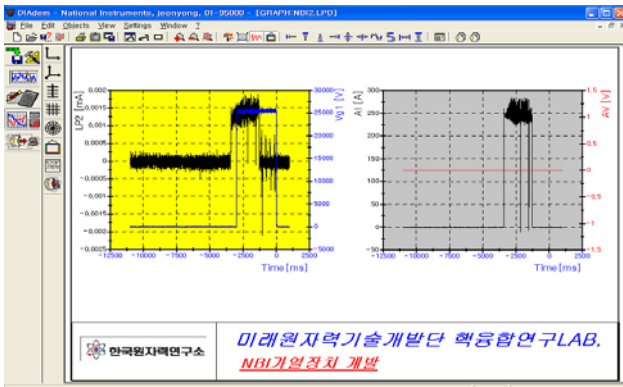 DIAdem - National Instruments, jeonyong, 01-95000 - [GRAPH:NBI2.LPD]
File Edit Objects View Settings Window ?
LP2 [mA]
0.002
0.0015
0.001
0.0005
0
-0.0005
-0.001
-0.0015
-0.002
-0.0025
30000
25000
20000
15000
10000
5000
0
-5000
Vg1 [V]
-12500 -10000 -7500 -5000 -2500 0 2500
Time[ms]
AI [A]
300
250
200
150
100
50
0
-50
1.5
1
0.5
0
-0.5
-1
-1.5
AV [V]
-12500 -10000 -7500 -5000 -2500 0 2500
Time[ms]
한국원자력연구소
미래원자력기술개발단 핵융합연구LAB.
NBI가열장치 개발